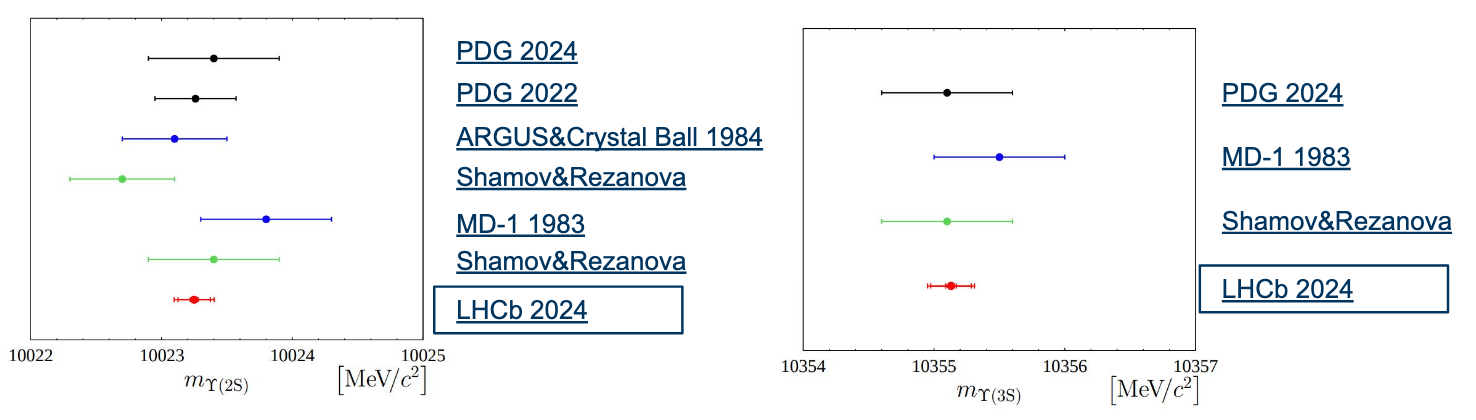 PDG 2024
PDG 2022
ARGUS&Crystal Ball 1984
Shamov&Rezanova
MD-1 1983
Shamov&Rezanova
LHCb 2024
10022 10023 10024 10025
mϒ(2S) [MeV/c²]
PDG 2024
MD-1 1983
Shamov&Rezanova
LHCb 2024
10354 10355 10356 10357
mϒ(3S) [MeV/c²]